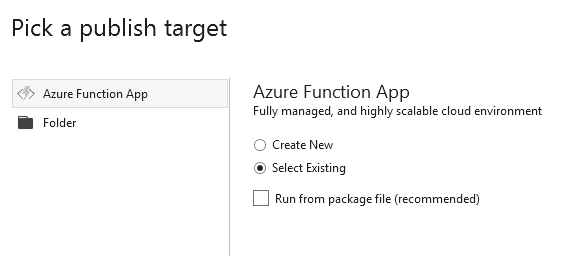 Pick a publish target
Azure Function App
Folder
Azure Function App
Fully managed, and highly scalable cloud environment
Create New
Select Existing
Run from package file (recommended)